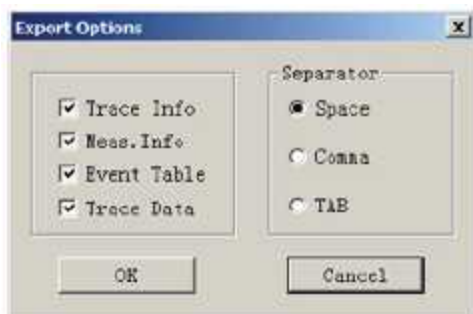 Export Options
Trace Info
Meas.Info
Event Table
Trace Data
Separator
Space
Comma
TAB
OK
Cancel